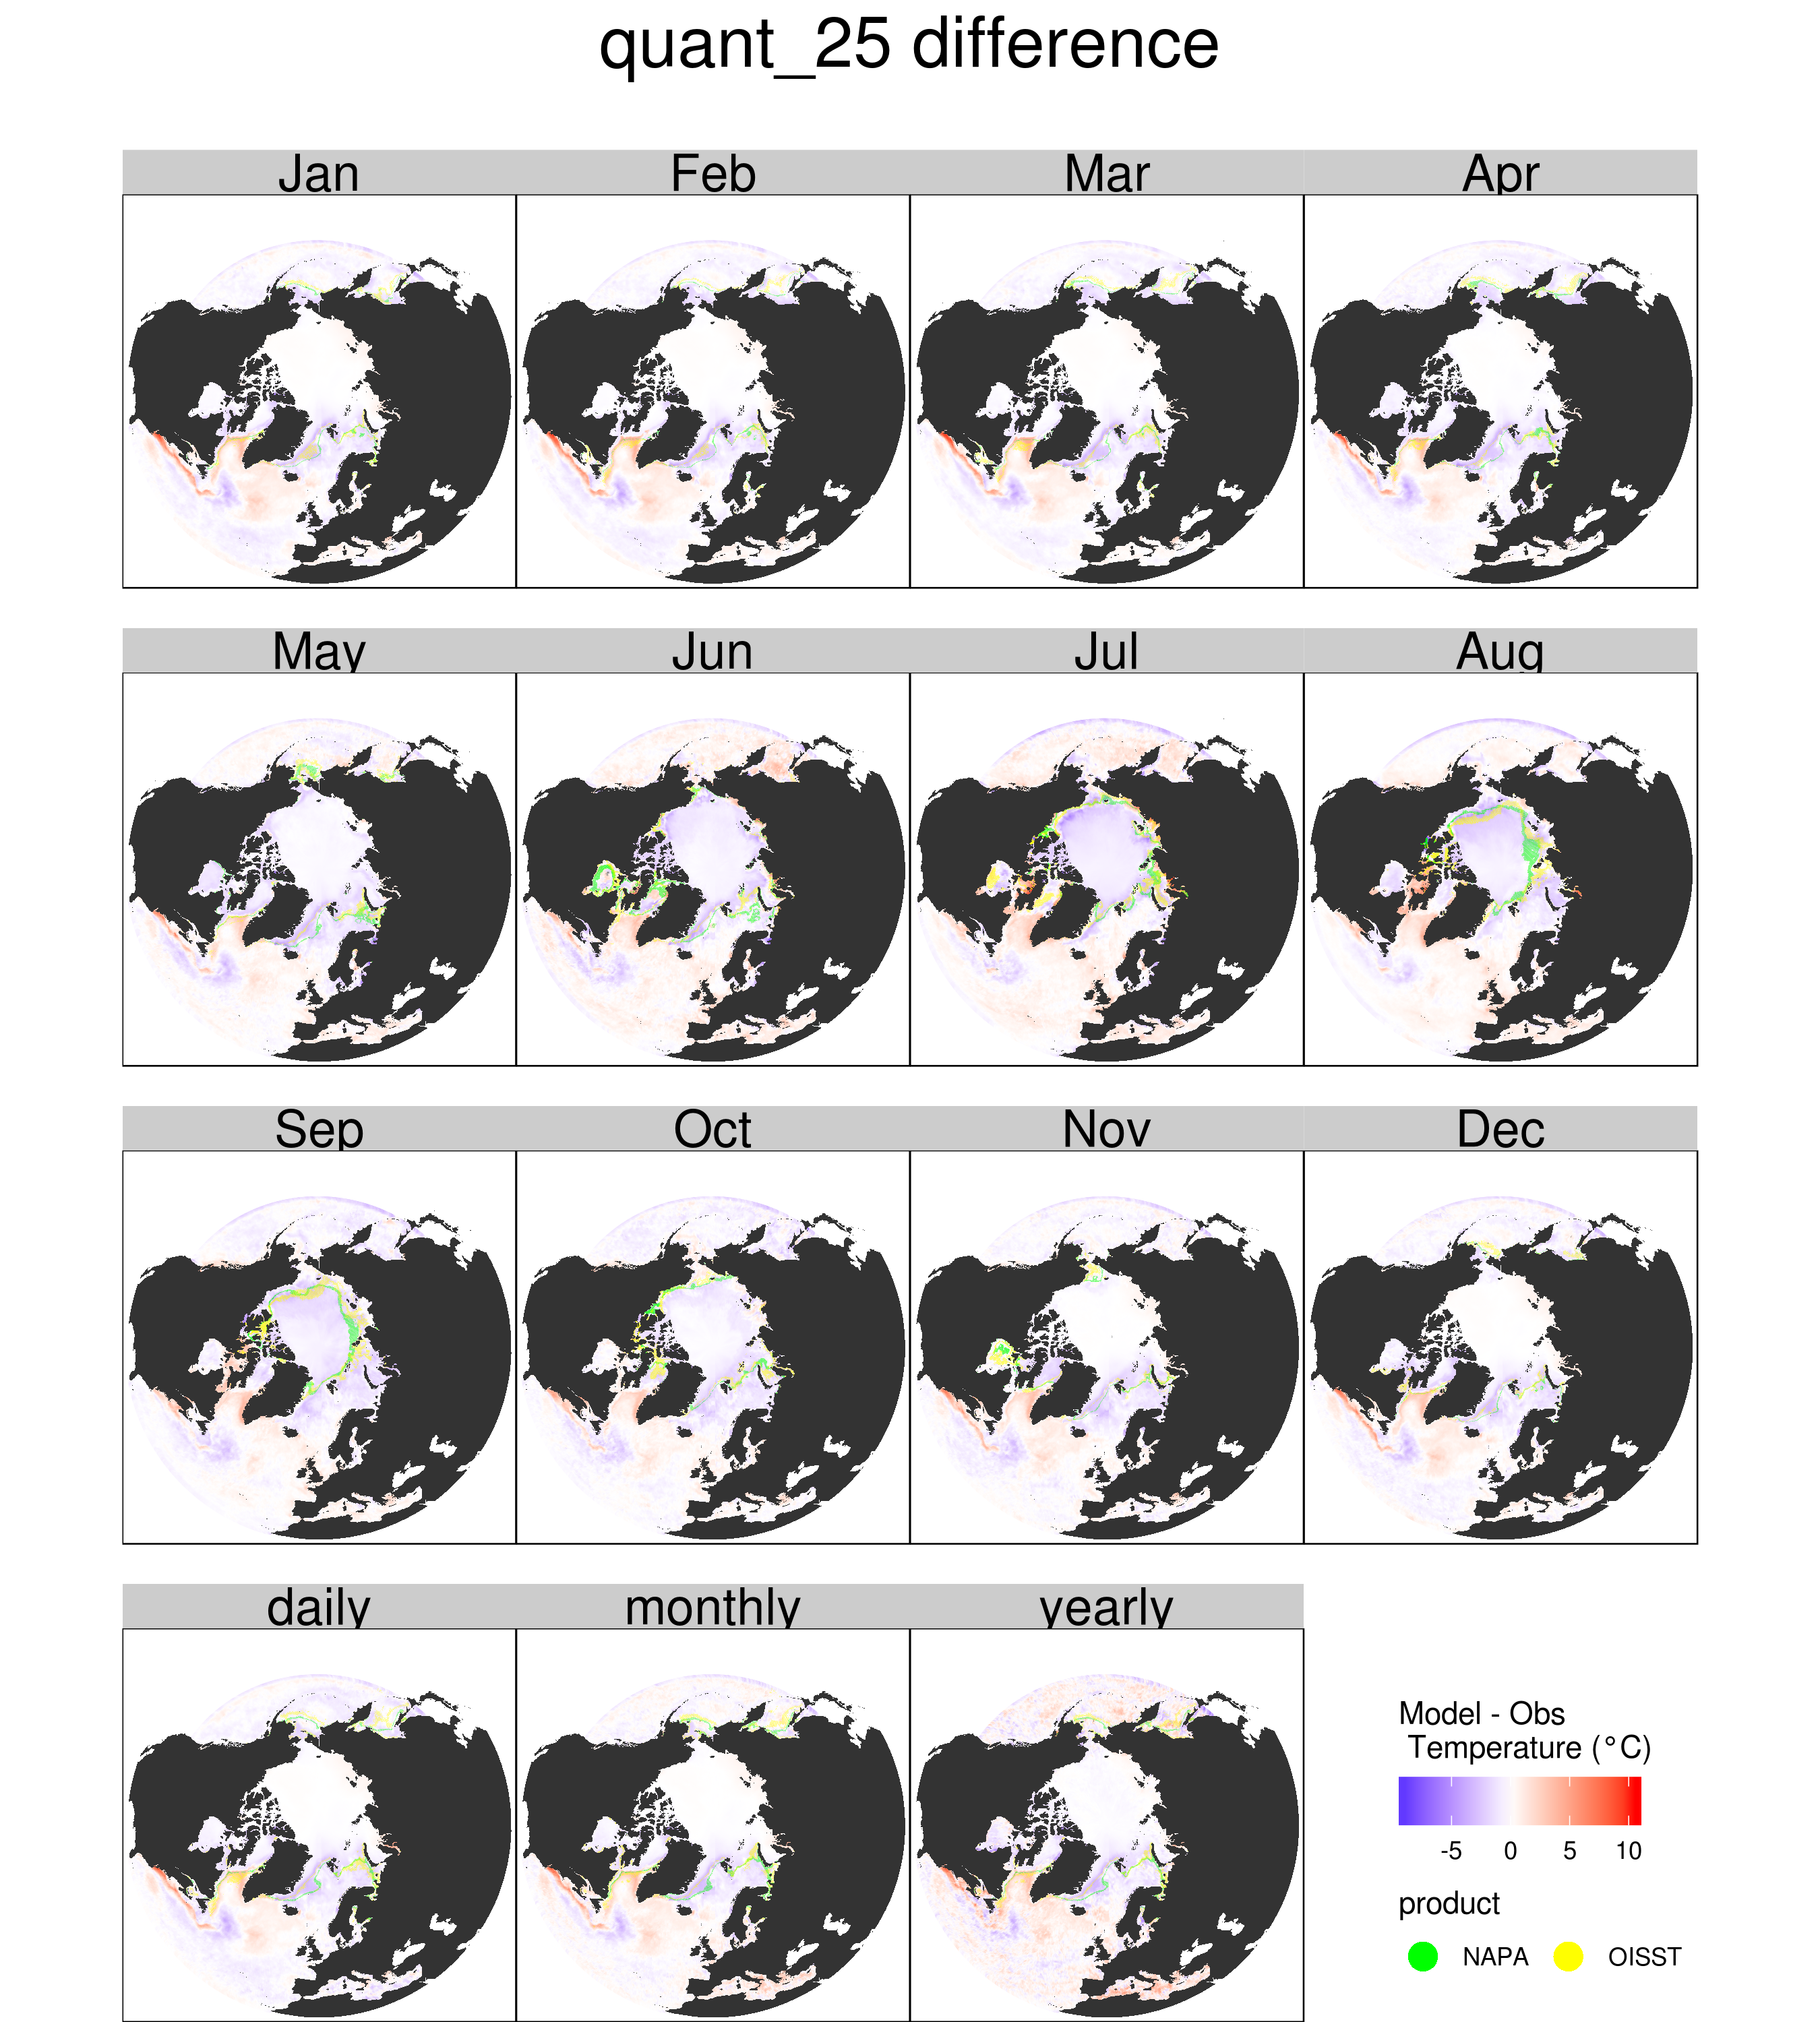 quant_25 difference
Jan Feb Mar Apr
May Jun Jul Aug
Sep Oct Nov Dec
daily monthly yearly
Model - Obs
Temperature (°C)
-5 0 5 10
product
NAPA OISST